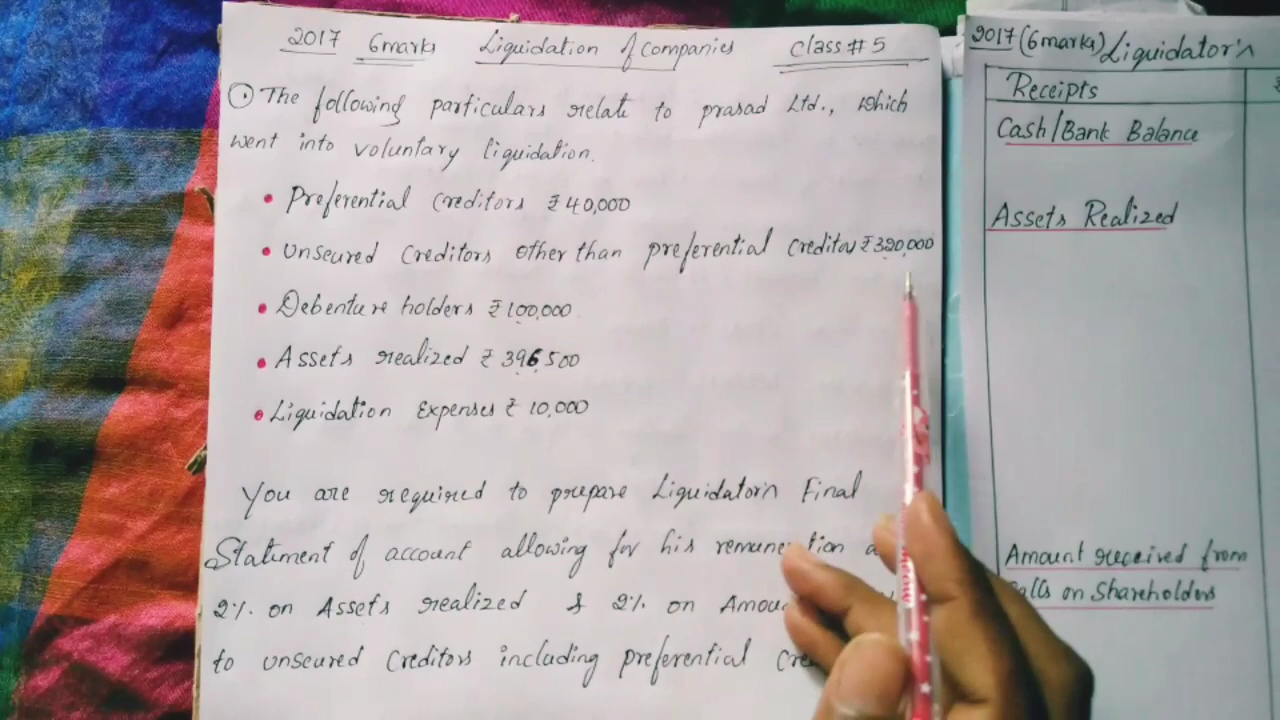 2017 6marks Liquidation of companies class # 5
① The following particulars relate to prasad Ltd., which
went into voluntary liquidation.
• Preferential Creditors ₹40,000
• Unseured Creditors other than preferential creditor ₹320,000
• Debenture holders ₹100,000
• Assets realized ₹ 396,500
• Liquidation Expenses ₹ 10,000
You are required to prepare Liquidator's Final
Statement of account allowing for his
2% on Assets realized & 2% on
to unseured Creditors including preferential
2017 (6marks) Liquidator's
Receipts
Cash/Bank Balance
Assets Realized
Amount received from
Calls on Shareholders